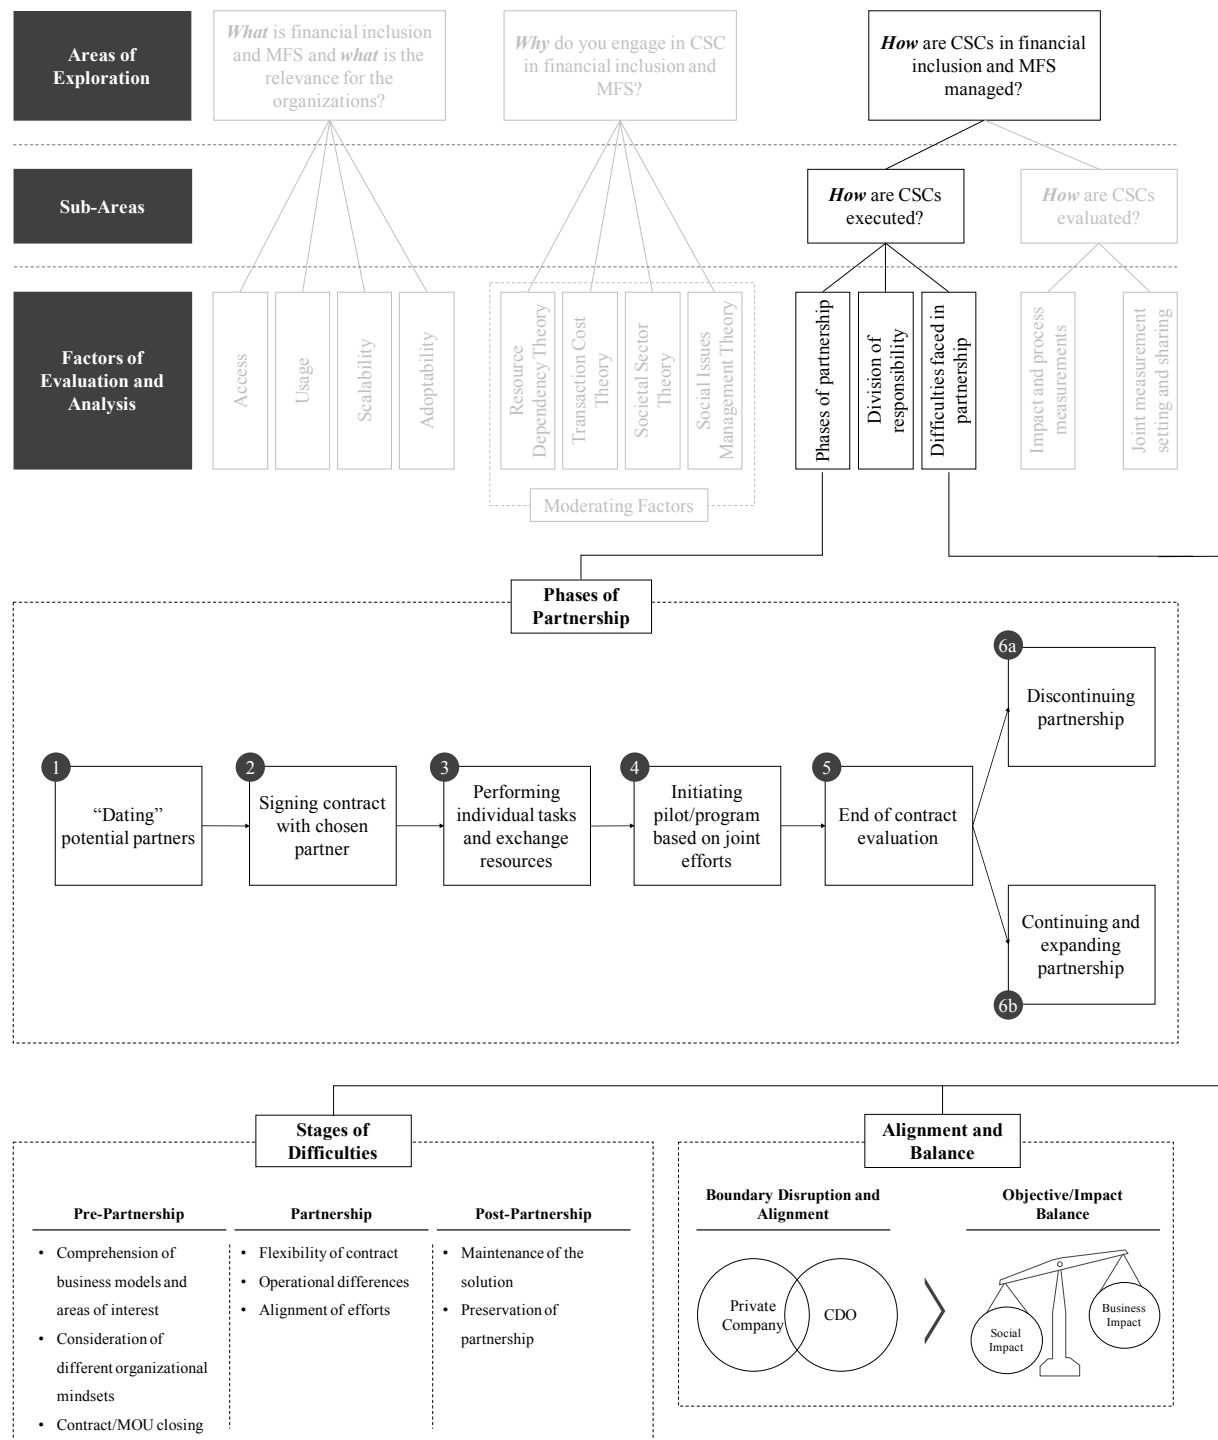 Areas of
Exploration
What is financial inclusion
and MFS and what is the
relevance for the
organizations?
Why do you engage in CSC
in financial inclusion and
MFS?
How are CSCs in financial
inclusion and MFS
managed?
Sub-Areas
How are CSCs
executed?
How are CSCs
evaluated?
Factors of
Evaluation and
Analysis
Access
Usage
Scalability
Adoptability
Resource
Dependency Theory
Transaction Cost
Theory
Societal Sector
Theory
Social Issues
Management Theory
Moderating Factors
Phases of partnership
Division of
responsibility
Difficulties faced in
partnership
Impact and process
measurements
Joint measurement
setting and sharing
Phases of
Partnership
1
"Dating"
potential partners
2
Signing contract
with chosen
partner
3
Performing
individual tasks
and exchange
resources
4
Initiating
pilot/program
based on joint
efforts
5
End of contract
evaluation
6a
Discontinuing
partnership
Continuing and
expanding
partnership
6b
Stages of
Difficulties
Pre-Partnership
• Comprehension of
business models and
areas of interest
• Consideration of
different organizational
mindsets
• Contract/MOU closing
Partnership
• Flexibility of contract
• Operational differences
• Alignment of efforts
Post-Partnership
• Maintenance of the
solution
• Preservation of
partnership
Alignment and
Balance
Boundary Disruption and
Alignment
Private
Company
CDO
Objective/Impact
Balance
Social
Impact
Business
Impact